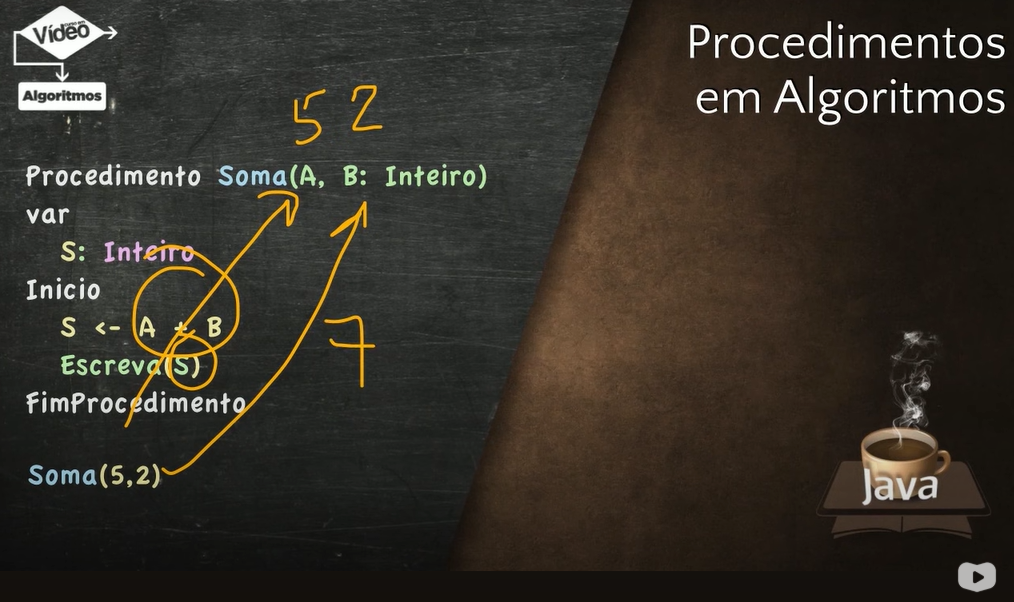 curso em
Vídeo
Algoritmos
Procedimentos
em Algoritmos
5 2
Procedimento Soma(A, B: Inteiro)
var
S: Inteiro
Inicio
S <- A + B
Escreva(S)
FimProcedimento
7
Soma(5,2)
Java